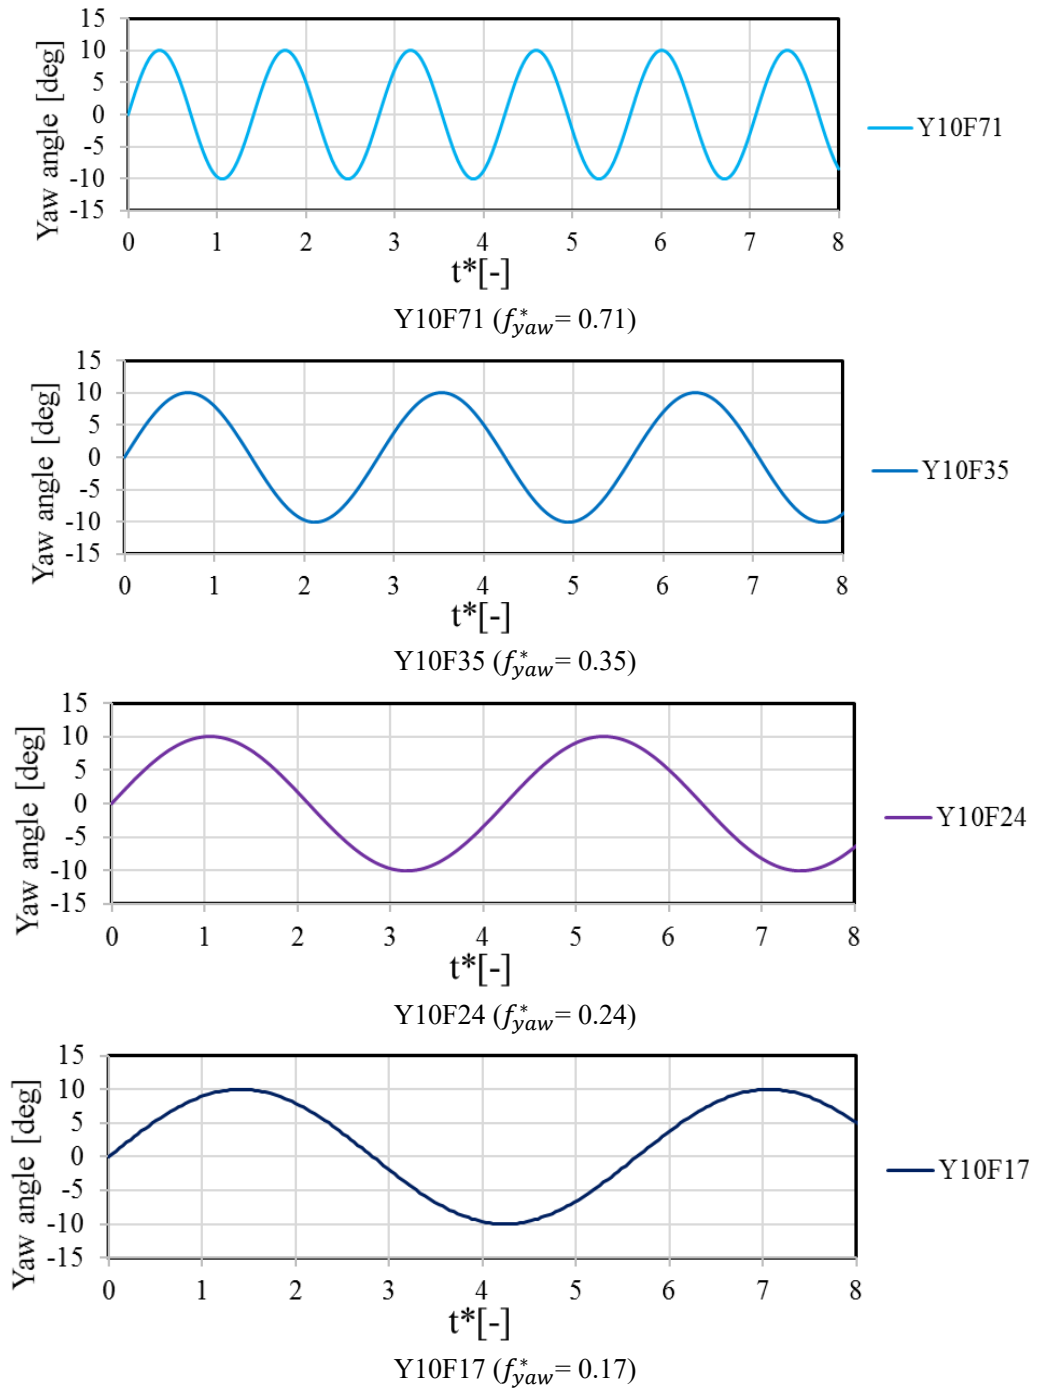 15
10
5
0
-5
-10
-15
Yaw angle [deg]
0 1 2 3 4 5 6 7 8
t*[-]
Y10F71
Y10F71 (f*yaw= 0.71)
15
10
5
0
-5
-10
-15
Yaw angle [deg]
0 1 2 3 4 5 6 7 8
t*[-]
Y10F35
Y10F35 (f*yaw= 0.35)
15
10
5
0
-5
-10
-15
Yaw angle [deg]
0 1 2 3 4 5 6 7 8
t*[-]
Y10F24
Y10F24 (f*yaw= 0.24)
15
10
5
0
-5
-10
-15
Yaw angle [deg]
0 1 2 3 4 5 6 7 8
t*[-]
Y10F17
Y10F17 (f*yaw= 0.17)